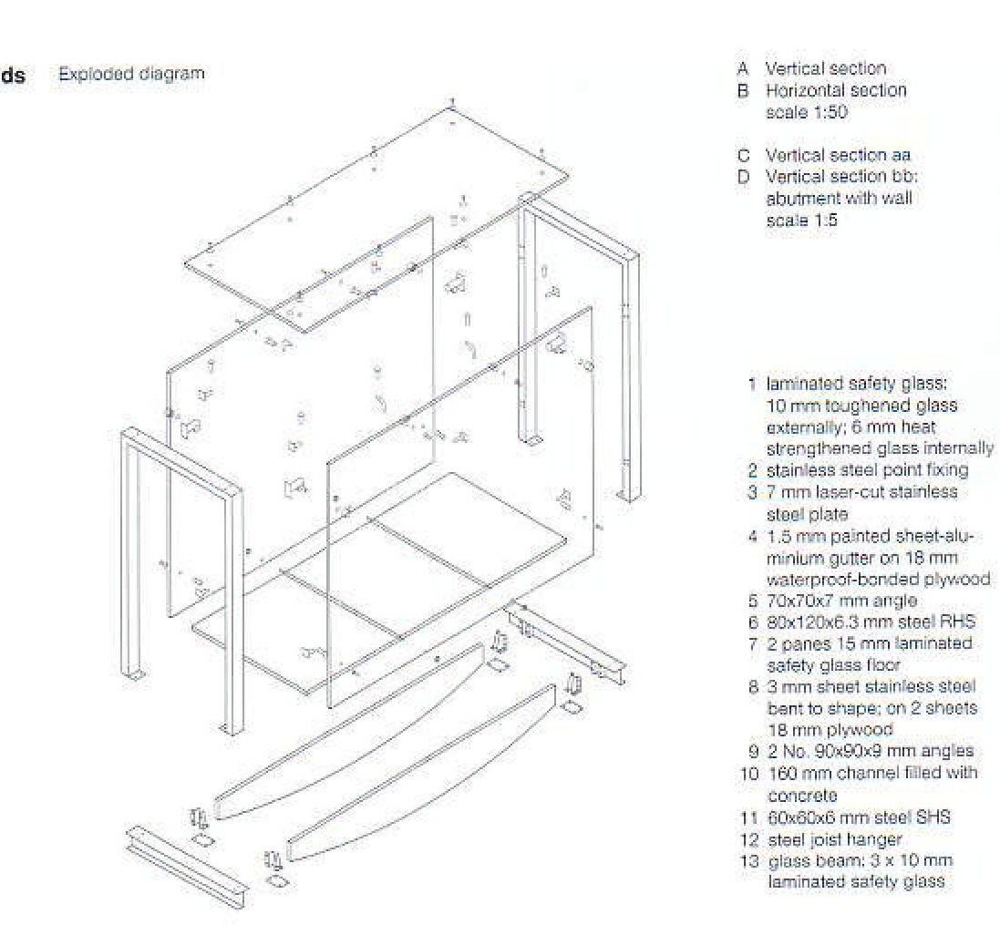 ds Exploded diagram
A Vertical section
B Horizontal section
scale 1:50
C Vertical section aa
D Vertical section bb:
abutment with wall
scale 1:5
1 laminated safety glass:
10 mm toughened glass
externally; 6 mm heat
strengthened glass internally
2 stainless steel point fixing
3 7 mm laser-cut stainless
steel plate
4 1.5 mm painted sheet-alu-
minium gutter on 18 mm
waterproof-bonded plywood
5 70x70x7 mm angle
6 80x120x6.3 mm steel RHS
7 2 panes 15 mm laminated
safety glass floor
8 3 mm sheet stainless steel
bent to shape; on 2 sheets
18 mm plywood
9 2 No. 90x90x9 mm angles
10 160 mm channel filled with
concrete
11 60x60x6 mm steel SHS
12 steel joist hanger
13 glass beam: 3 x 10 mm
laminated safety glass